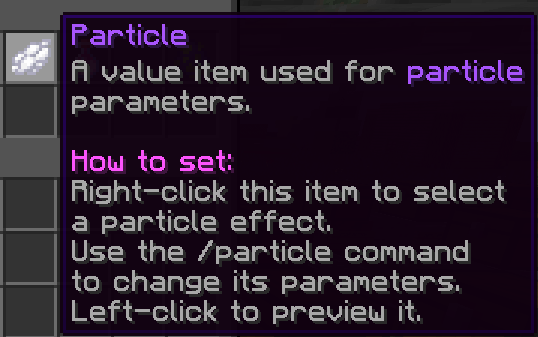 Particle
A value item used for particle
parameters.
How to set:
Right-click this item to select
a particle effect.
Use the /particle command
to change its parameters.
Left-click to preview it.